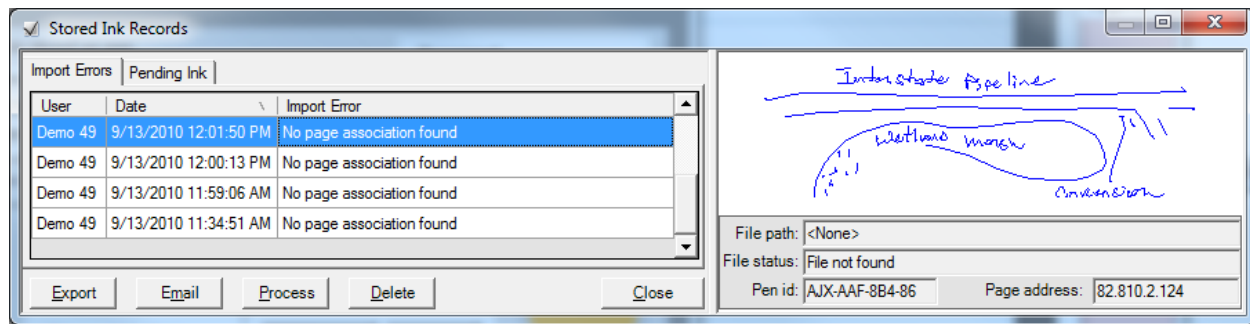 Stored Ink Records
Import Errors Pending Ink
User Date Import Error
Demo 49 9/13/2010 12:01:50 PM No page association found
Demo 49 9/13/2010 12:00:13 PM No page association found
Demo 49 9/13/2010 11:59:06 AM No page association found
Demo 49 9/13/2010 11:34:51 AM No page association found
Export Email Process Delete Close
Interstate Pipeline
Wetland
Conversion
File path: <None>
File status: File not found
Pen id: AJX-AAF-8B4-86 Page address: 82.810.2.124